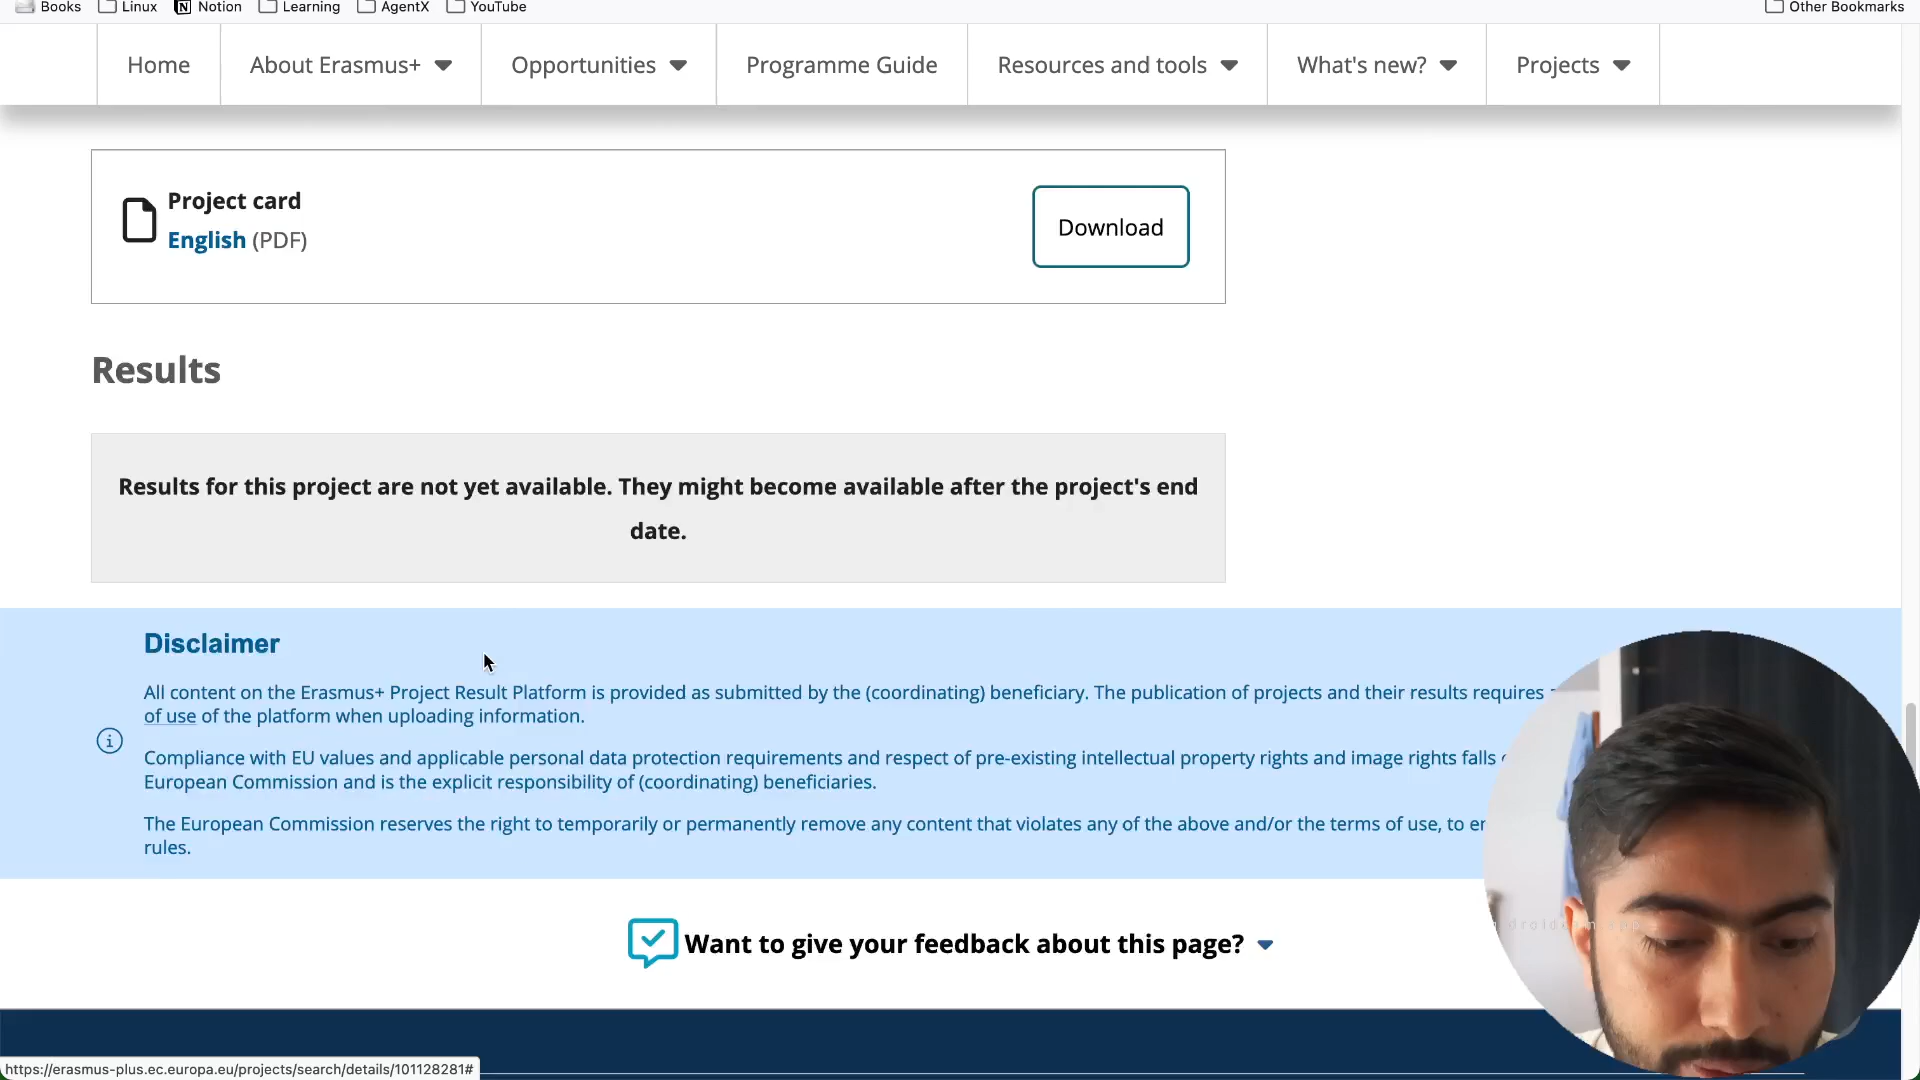 Books Linux Notion Learning AgentX YouTube Other Bookmarks
Home About Erasmus+ Opportunities Programme Guide Resources and tools What's new? Projects
Project card
English (PDF)
Download
Results
Results for this project are not yet available. They might become available after the project's end
date.
Disclaimer
All content on the Erasmus+ Project Result Platform is provided as submitted by the (coordinating) beneficiary. The publication of projects and their results requires
of use of the platform when uploading information.
Compliance with EU values and applicable personal data protection requirements and respect of pre-existing intellectual property rights and image rights falls
European Commission and is the explicit responsibility of (coordinating) beneficiaries.
The European Commission reserves the right to temporarily or permanently remove any content that violates any of the above and/or the terms of use, to
rules.
Want to give your feedback about this page?
https://erasmus-plus.ec.europa.eu/projects/search/details/101128281#